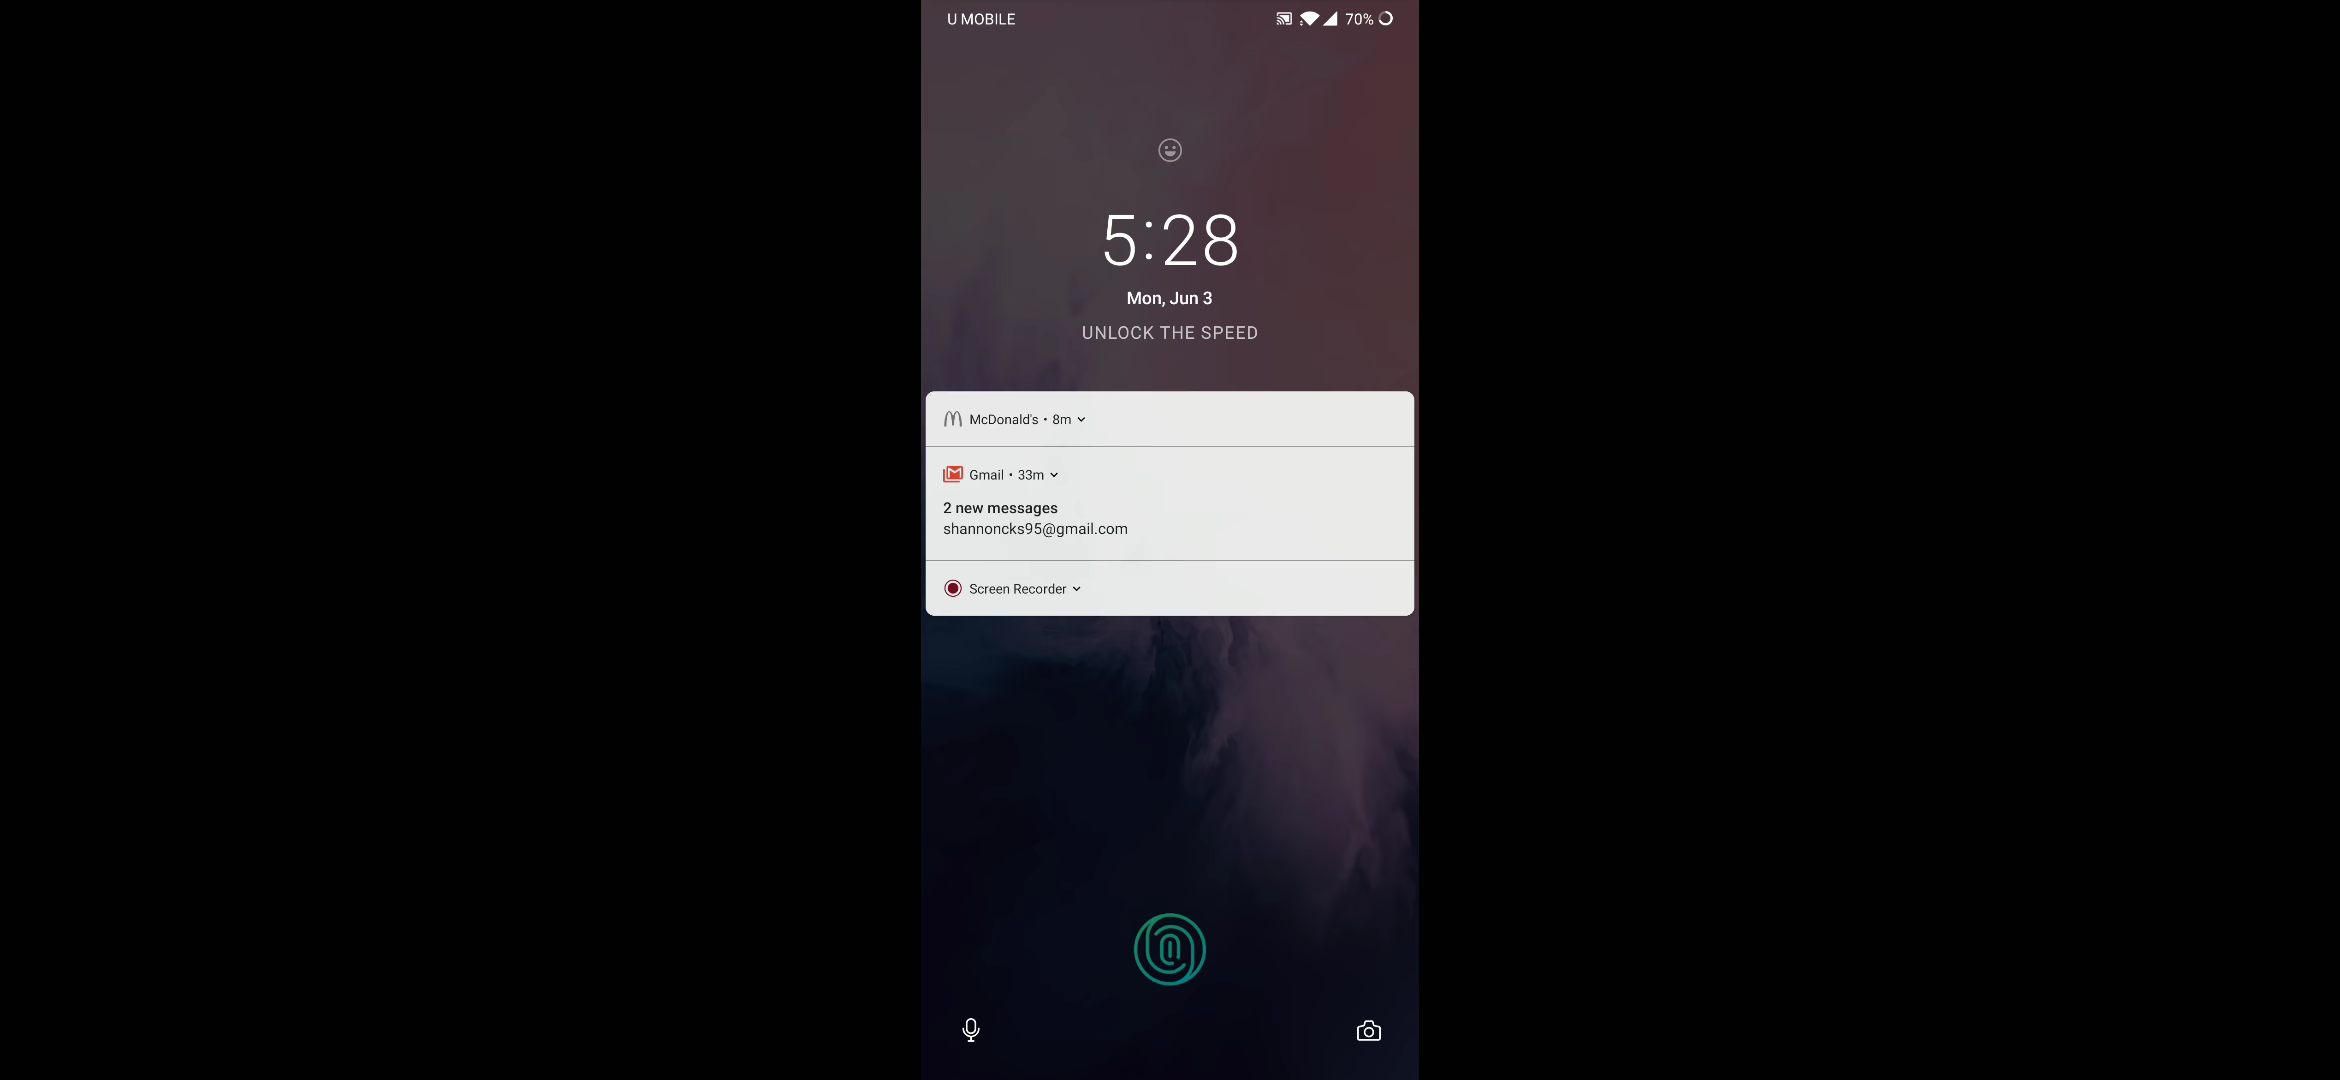 U MOBILE 70%
5:28
Mon, Jun 3
UNLOCK THE SPEED
McDonald's • 8m
Gmail • 33m
2 new messages
shannoncks95@gmail.com
Screen Recorder